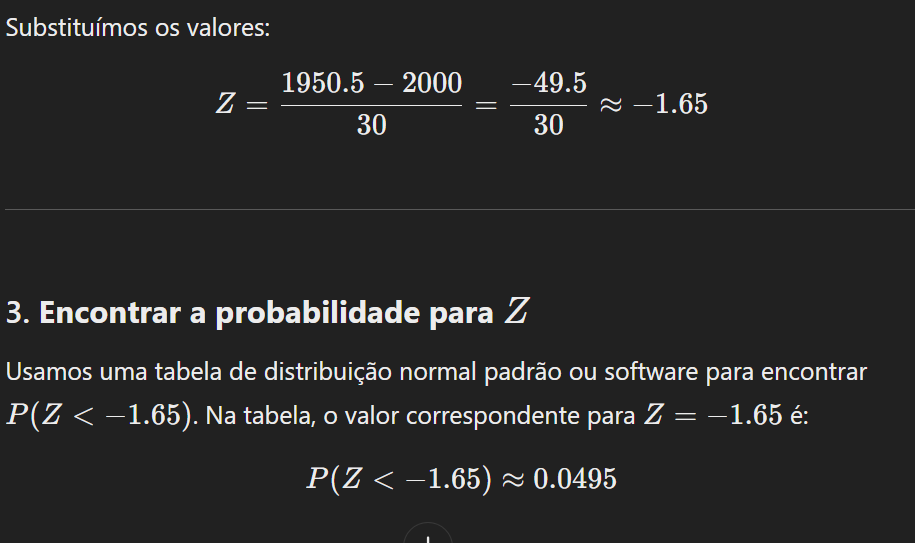 Substituímos os valores:
Z = \frac{1950.5 - 2000}{30} = \frac{-49.5}{30} ≈ -1.65
3. Encontrar a probabilidade para Z
Usamos uma tabela de distribuição normal padrão ou software para encontrar
P(Z < -1.65). Na tabela, o valor correspondente para Z = -1.65 é:
P(Z < -1.65) ≈ 0.0495